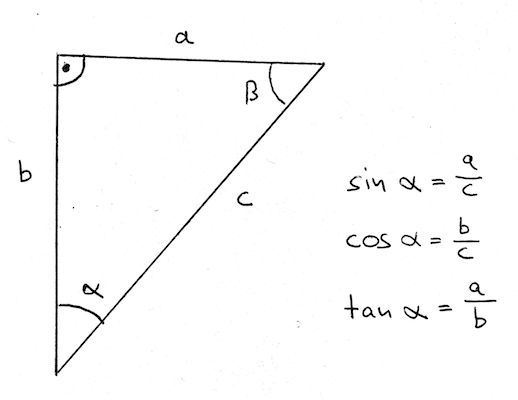 a
β
b
c
sin α = a/c
cos α = b/c
α
tan α = a/b